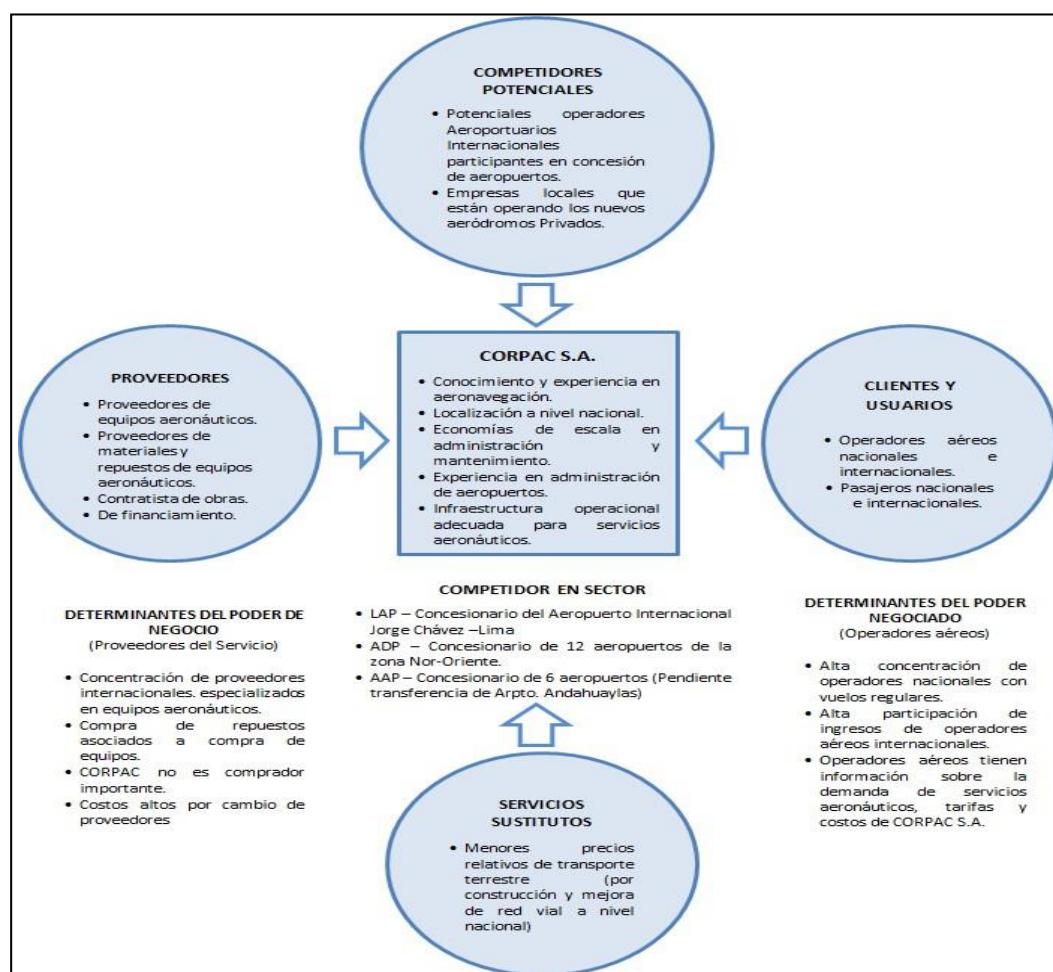 COMPETIDORES
POTENCIALES
• Potenciales operadores
Aeroportuarios
Internacionales
participantes en concesión
de aeropuertos.
• Empresas locales que
están operando los nuevos
aeródromos Privados.
PROVEEDORES
• Proveedores de
equipos aeronáuticos.
• Proveedores de
materiales y
repuestos de equipos
aeronáuticos.
• Contratista de obras.
• De financiamiento.
CORPAC S.A.
• Conocimiento y experiencia en
aeronavegación.
• Localización a nivel nacional.
• Economías de escala en
administración y
mantenimiento.
• Experiencia en administración
de aeropuertos.
• Infraestructura operacional
adecuada para servicios
aeronáuticos.
CLIENTES Y
USUARIOS
• Operadores aéreos
nacionales e
internacionales.
• Pasajeros nacionales
e internacionales.
DETERMINANTES DEL PODER DE
NEGOCIO
(Proveedores del Servicio)
• Concentración de proveedores
internacionales. especializados
en equipos aeronáuticos.
• Compra de repuestos
asociados a compra de
equipos.
• CORPAC no es comprador
importante.
• Costos altos por cambio de
proveedores
COMPETIDOR EN SECTOR
• LAP – Concesionario del Aeropuerto Internacional
Jorge Chávez –Lima
• ADP – Concesionario de 12 aeropuertos de la
zona Nor-Oriente.
• AAP – Concesionario de 6 aeropuertos (Pendiente
transferencia de Arpto. Andahuaylas)
DETERMINANTES DEL PODER
NEGOCIADO
(Operadores aéreos)
• Alta concentración de
operadores nacionales con
vuelos regulares.
• Alta participación de
ingresos de operadores
aéreos internacionales.
• Operadores aéreos tienen
información sobre la
demanda de servicios
aeronáuticos, tarifas y
costos de CORPAC S.A.
SERVICIOS
SUSTITUTOS
• Menores precios
relativos de transporte
terrestre (por
construcción y mejora
de red vial a nivel
nacional)